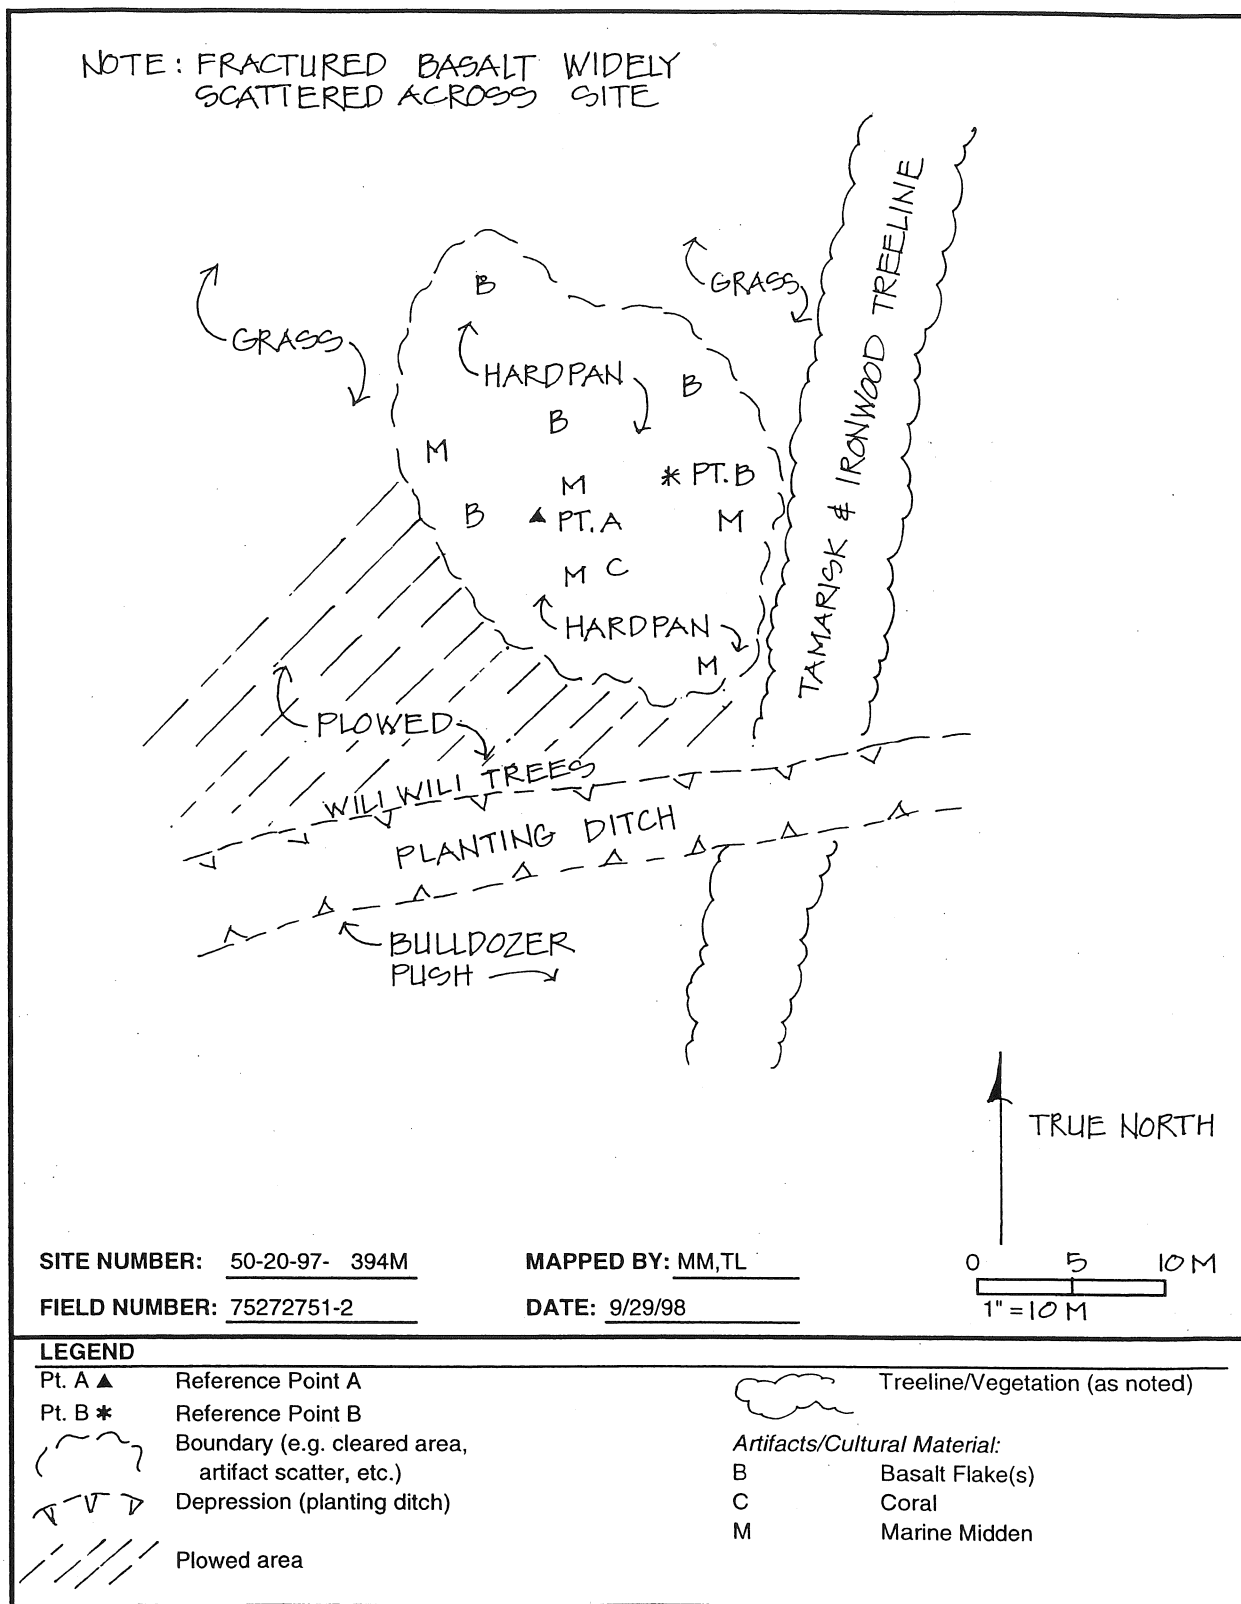 NOTE: FRACTURED BASALT WIDELY
SCATTERED ACROSS SITE
TAMARISK & IRONWOOD TREELINE
GRASS
B
GRASS
HARDPAN
B
B
M
M
* PT. B
B
▲ PT. A
M
M C
HARDPAN
M
PLOWED
WILI WILI TREES
PLANTING DITCH
BULLDOZER
PUSH
TRUE NORTH
SITE NUMBER: 50-20-97- 394M
MAPPED BY: MM,TL
0 5 10 M
FIELD NUMBER: 75272751-2
DATE: 9/29/98
1" = 10 M
LEGEND
Pt. A ▲ Reference Point A
Pt. B * Reference Point B
Boundary (e.g. cleared area,
artifact scatter, etc.)
Depression (planting ditch)
Plowed area
Treeline/Vegetation (as noted)
Artifacts/Cultural Material:
B Basalt Flake(s)
C Coral
M Marine Midden